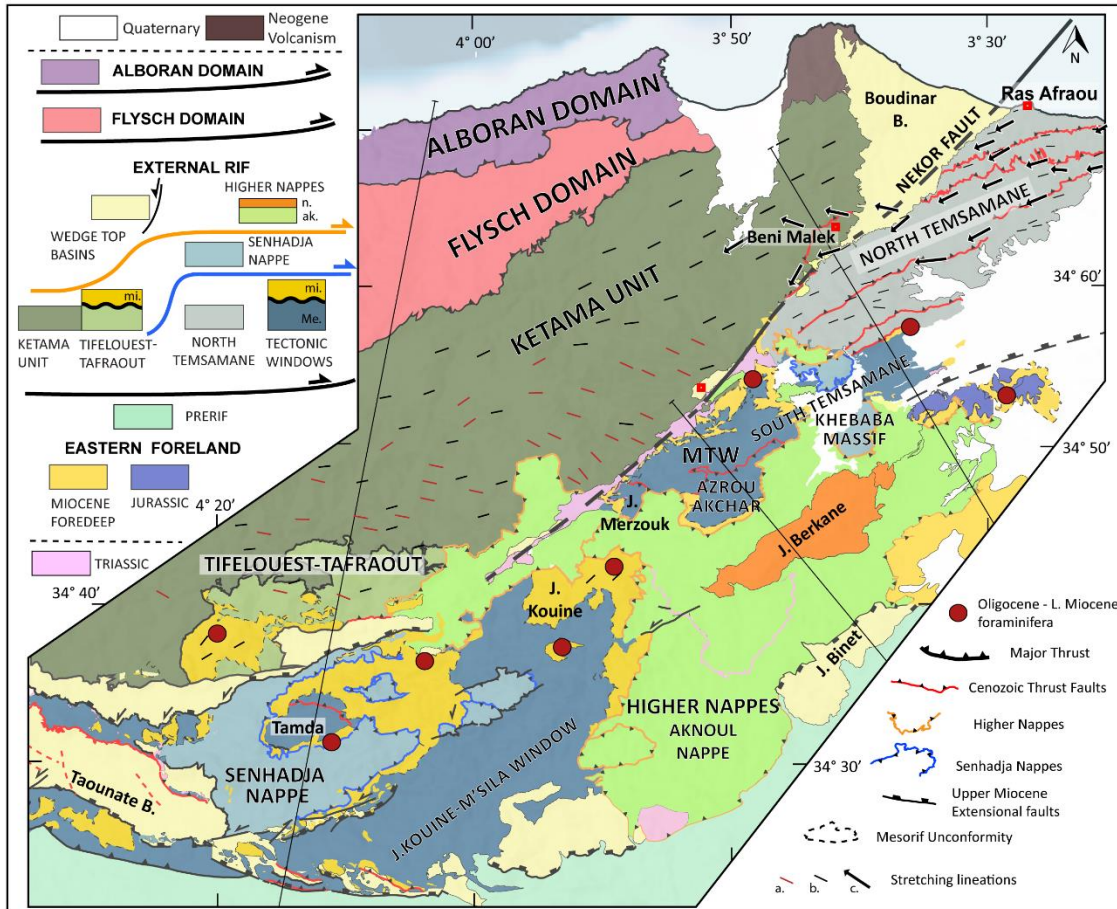 Quaternary
Neogene
Volcanism
ALBORAN DOMAIN
FLYSCH DOMAIN
EXTERNAL RIF
HIGHER NAPPES
n.
ak.
WEDGE TOP
BASINS
SENHADJA
NAPPE
mi.
mi.
Me.
KETAMA
UNIT
TIFELOUEST-
TAFRAOUT
NORTH
TEMSAMANE
TECTONIC
WINDOWS
PRERIF
EASTERN FORELAND
MIOCENE
FOREDEEP
JURASSIC
TRIASSIC
4° 00'
3° 50'
3° 30'
N
Ras Afraou
Boudinar
B.
ALBORAN DOMAIN
FLYSCH DOMAIN
NEKOR FAULT
NORTH TEMSAMANE
Beni Malek
34° 60'
KETAMA UNIT
SOUTH TEMSAMANE
KHEBABA
MASSIF
34° 50'
MTW
AZROU
AKCHAR
J.
Merzouk
J. Berkane
4° 20'
34° 40'
TIFELOUEST-TAFRAOUT
J.
Kouine
J. Binet
Tamda
HIGHER NAPPES
AKNOUL
NAPPE
34° 30'
SENHADJA
NAPPE
Taounate B.
J.KOUINE-M'SILA WINDOW
Oligocene - L. Miocene
foraminifera
Major Thrust
Cenozoic Thrust Faults
Higher Nappes
Senhadja Nappes
Upper Miocene
Extensional faults
Mesorif Unconformity
a. b. c. Stretching lineations